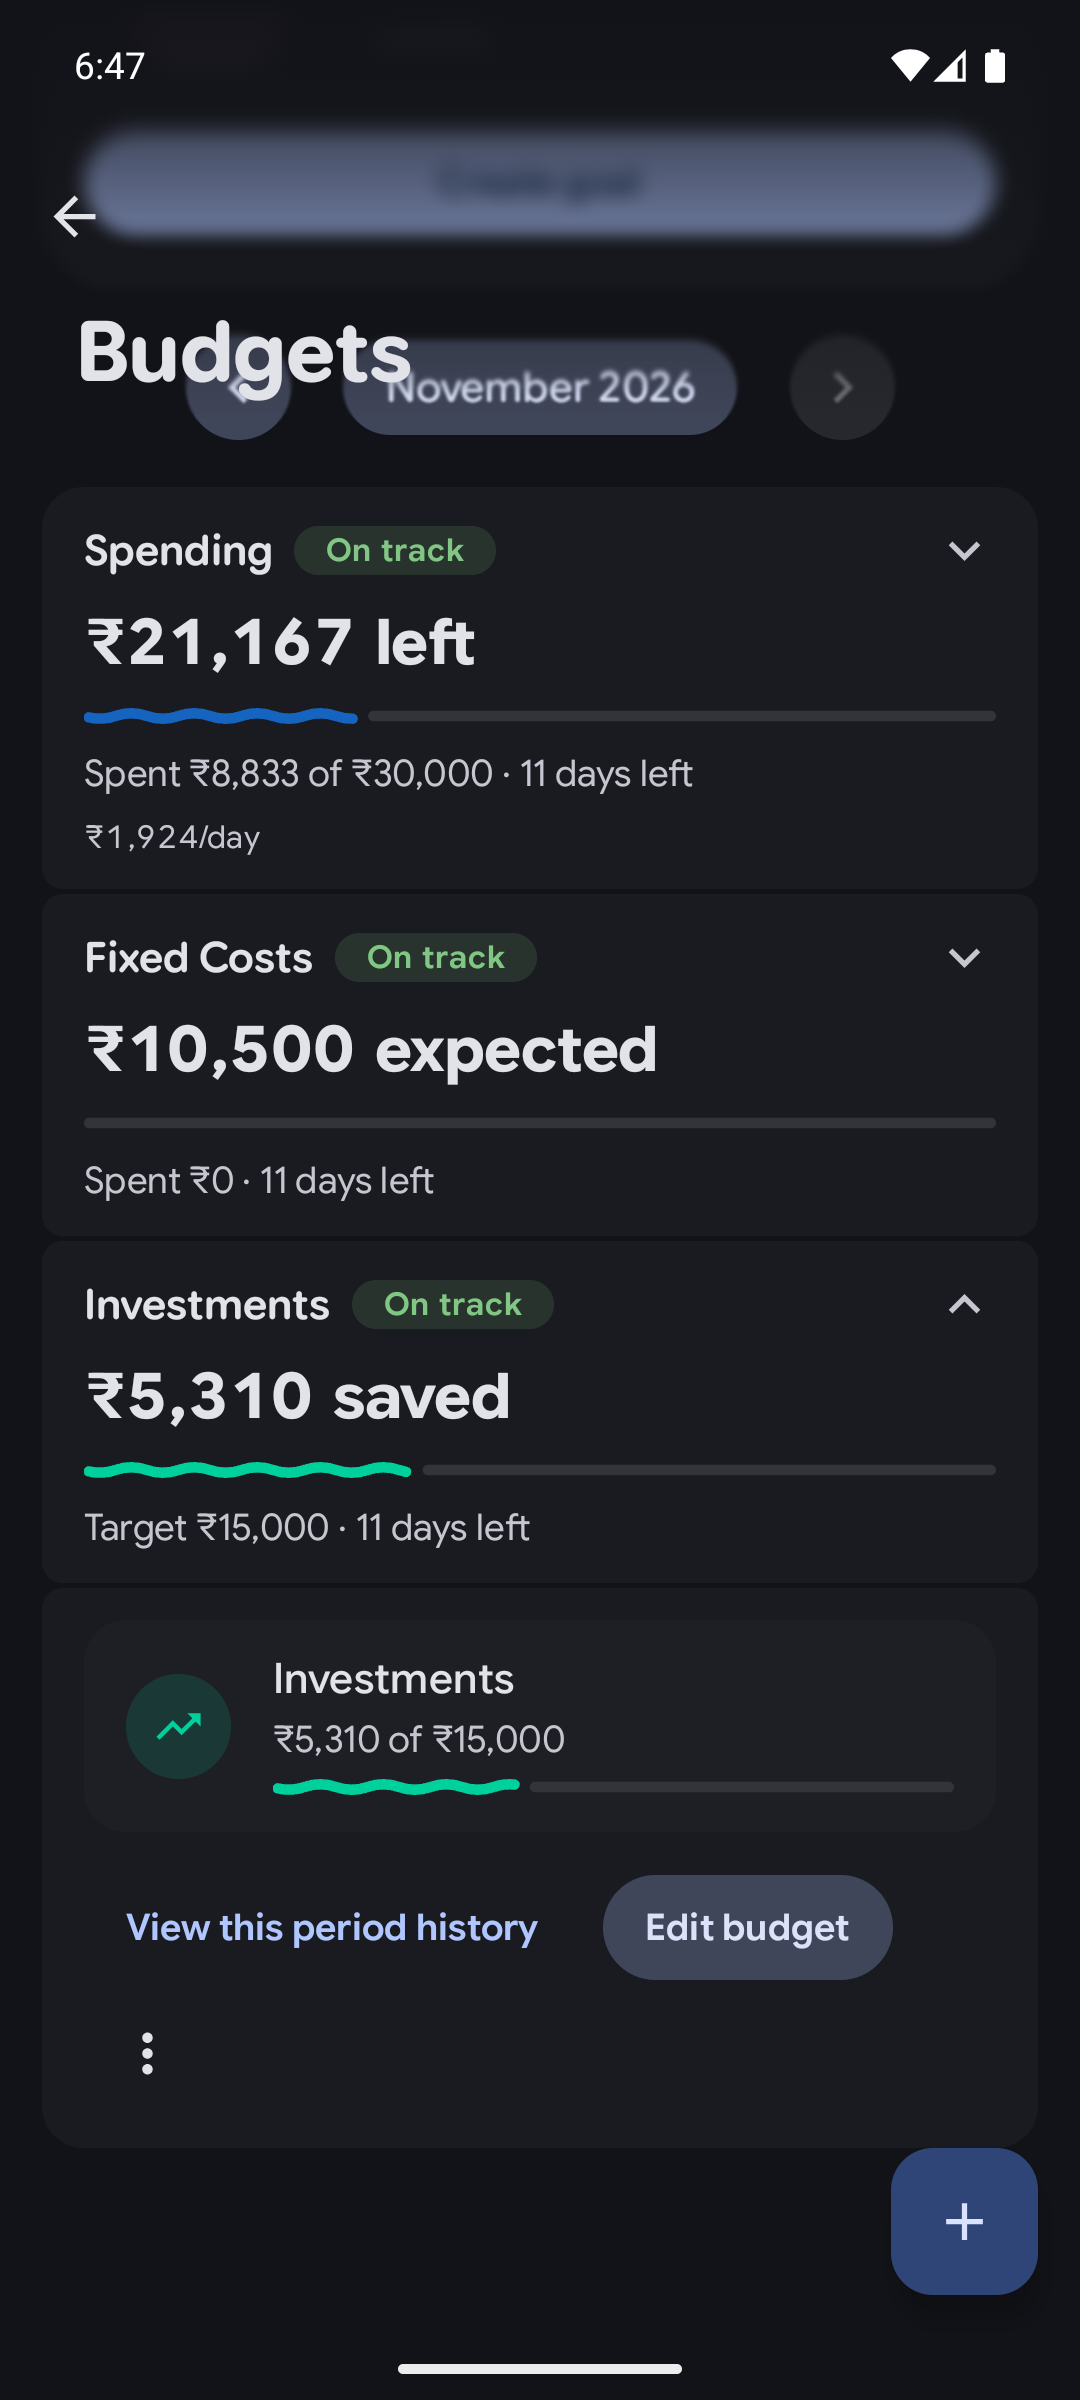 6:47
Create goal
Budgets
November 2026
Spending On track
₹21,167 left
Spent ₹8,833 of ₹30,000 · 11 days left
₹1,924/day
Fixed Costs On track
₹10,500 expected
Spent ₹0 · 11 days left
Investments On track
₹5,310 saved
Target ₹15,000 · 11 days left
Investments
₹5,310 of ₹15,000
View this period history
Edit budget